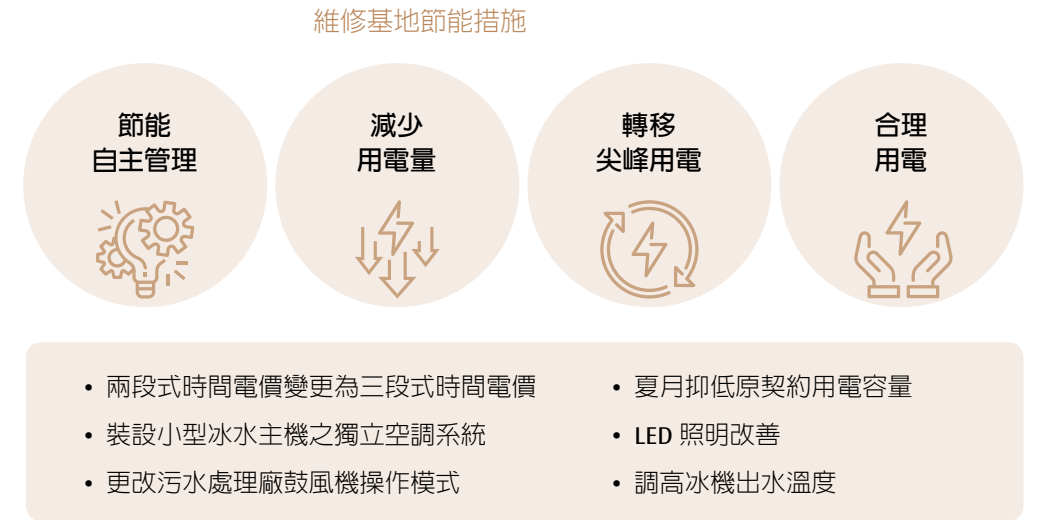 維修基地節能措施
節能
自主管理
減少
用電量
轉移
尖峰用電
合理
用電
• 兩段式時間電價變更為三段式時間電價
• 裝設小型冰水主機之獨立空調系統
• 更改污水處理廠鼓風機操作模式
• 夏月抑低原契約用電容量
• LED 照明改善
• 調高冰機出水溫度